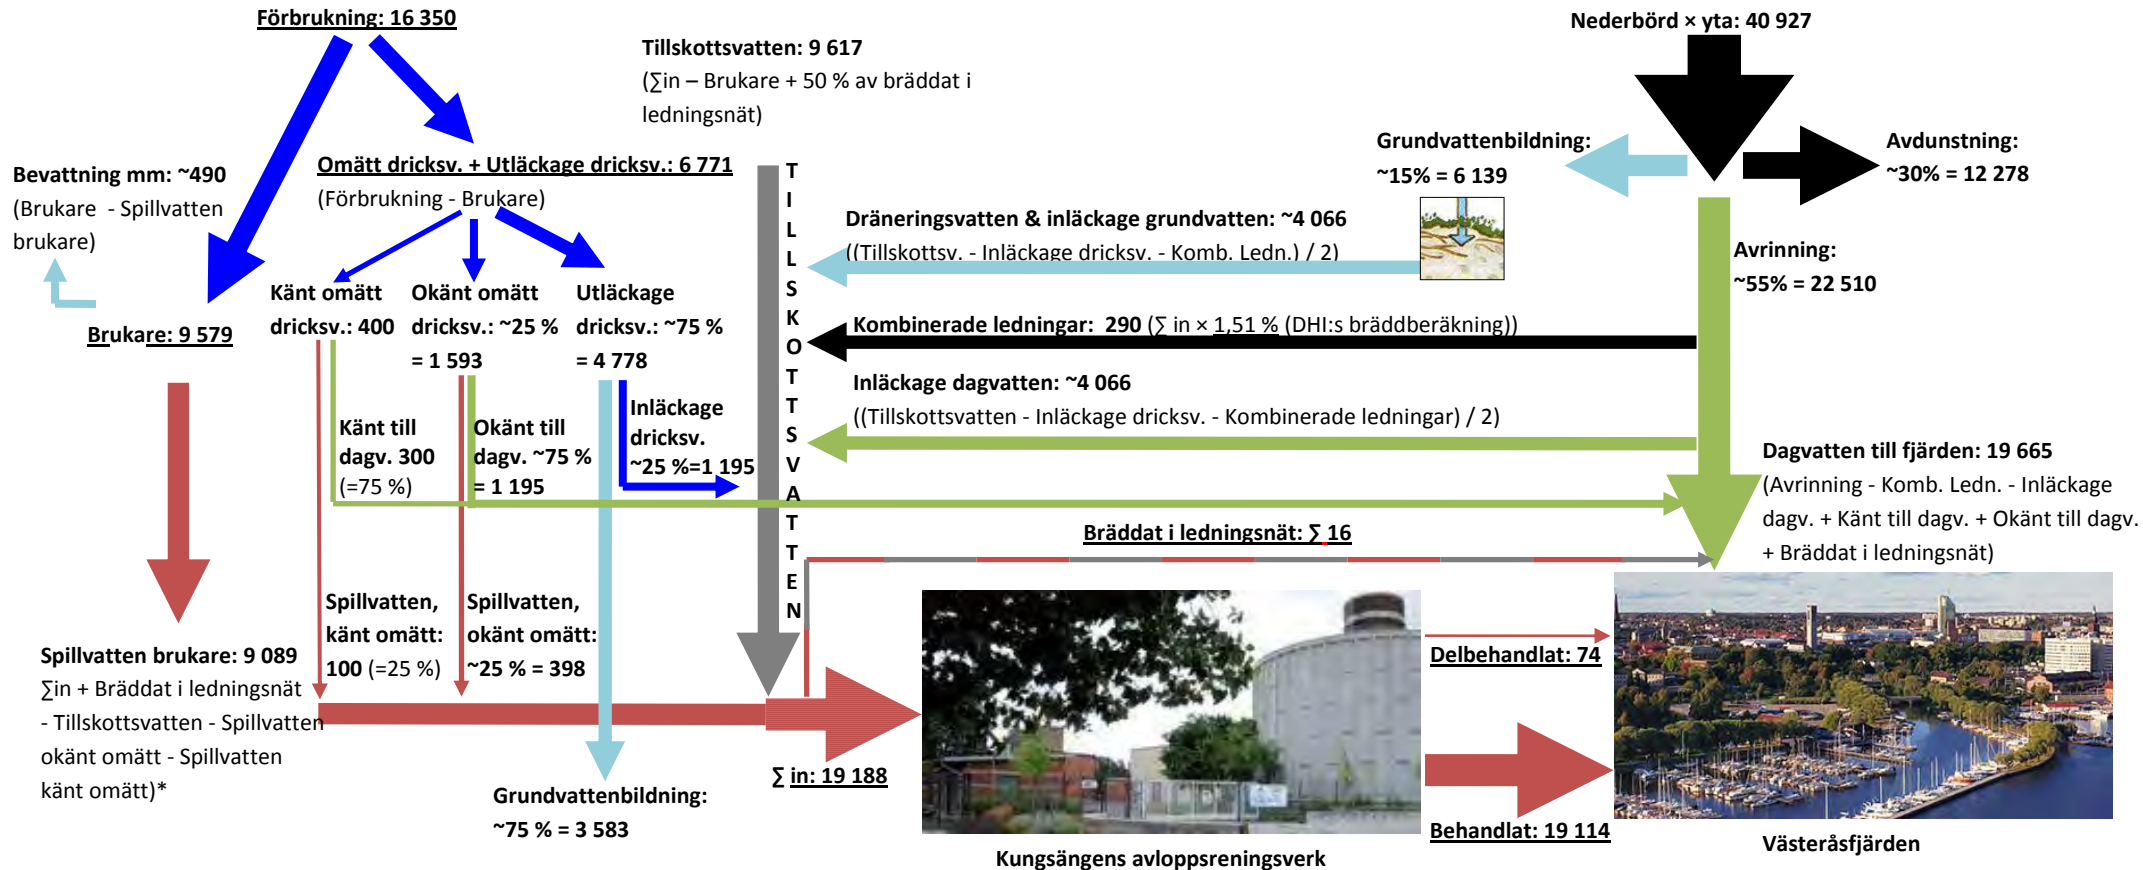 Förbrukning: 16 350
Tillskottsvatten: 9 617
(∑in – Brukare + 50 % av bräddat i
ledningsnät)
Nederbörd × yta: 40 927
Grundvattenbildning:
~15% = 6 139
Avdunstning:
~30% = 12 278
Bevattning mm: ~490
(Brukare - Spillvatten
brukare)
Omätt dricksv. + Utläckage dricksv.: 6 771
(Förbrukning - Brukare)
TILLSKOTTSVATTEN
Dräneringsvatten & inläckage grundvatten: ~4 066
((Tillskottsv. - Inläckage dricksv. - Komb. Ledn.) / 2)
Avrinning:
~55% = 22 510
Brukare: 9 579
Känt omätt
dricksv.: 400
Okänt omätt
dricksv.: ~25 %
= 1 593
Utläckage
dricksv.: ~75 %
= 4 778
Kombinerade ledningar: 290 (∑ in × 1,51 % (DHI:s bräddberäkning))
Inläckage dagvatten: ~4 066
((Tillskottsvatten - Inläckage dricksv. - Kombinerade ledningar) / 2)
Känt till
dagv. 300
(=75 %)
Okänt till
dagv. ~75 %
= 1 195
Inläckage
dricksv.
~25 %=1 195
Dagvatten till fjärden: 19 665
(Avrinning - Komb. Ledn. - Inläckage
dagv. + Känt till dagv. + Okänt till dagv.
+ Bräddat i ledningsnät)
Bräddat i ledningsnät: ∑ 16
Spillvatten brukare: 9 089
∑in + Bräddat i ledningsnät
- Tillskottsvatten - Spillvatten
okänt omätt - Spillvatten
känt omätt)*
Spillvatten,
känt omätt:
100 (=25 %)
Spillvatten,
okänt omätt:
~25 % = 398
∑ in: 19 188
Grundvattenbildning:
~75 % = 3 583
Delbehandlat: 74
Behandlat: 19 114
Kungsängens avloppsreningsverk
Västeråsfjärden